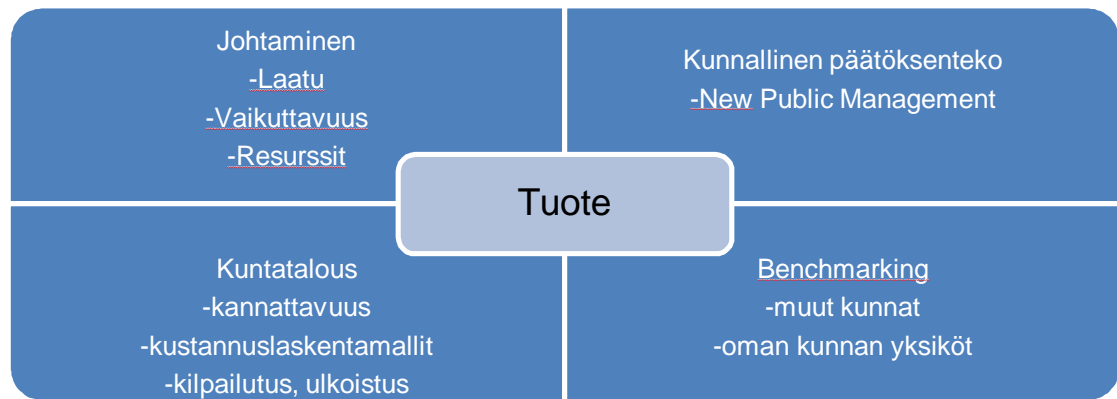 Johtaminen
-Laatu
-Vaikuttavuus
-Resurssit
Kunnallinen päätöksenteko
-New Public Management
Tuote
Kuntatalous
-kannattavuus
-kustannuslaskentamallit
-kilpailutus, ulkoistus
Benchmarking
-muut kunnat
-oman kunnan yksiköt